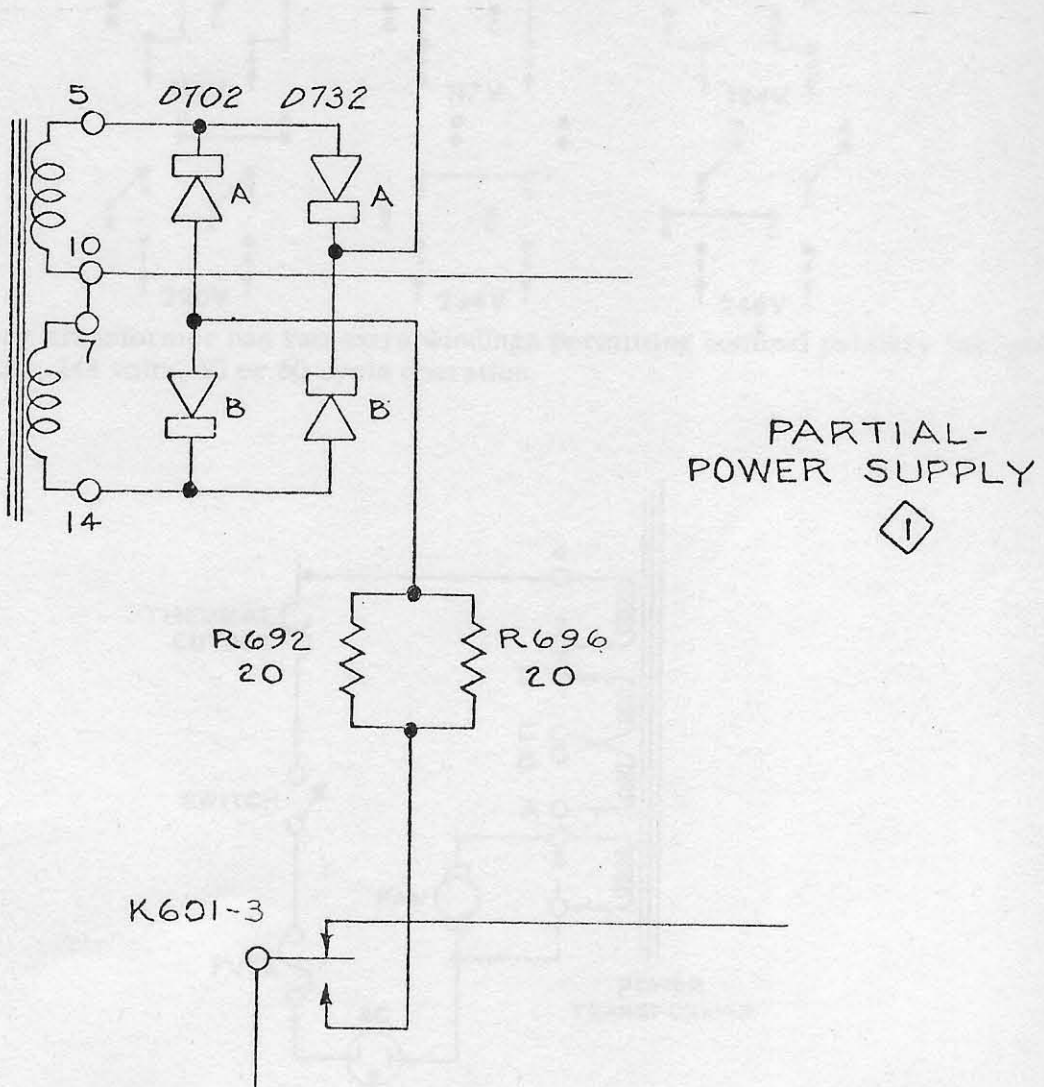 5 D702 D732
A A
10
7
B B
14
PARTIAL-
POWER SUPPLY
1
R692
20
R696
20
K601-3